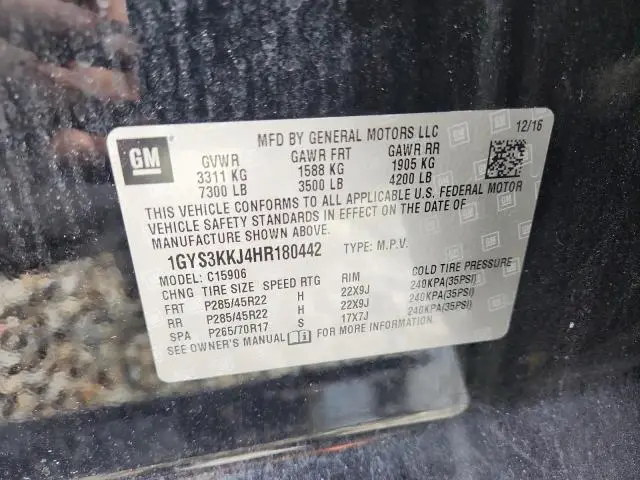 GM
MFD BY GENERAL MOTORS LLC
12/16
GVWR GAWR FRT GAWR RR
3311 KG 1588 KG 1905 KG
7300 LB 3500 LB 4200 LB
THIS VEHICLE CONFORMS TO ALL APPLICABLE U.S. FEDERAL MOTOR
VEHICLE SAFETY STANDARDS IN EFFECT ON THE DATE OF
MANUFACTURE SHOWN ABOVE.
1GYS3KKJ4HR180442 TYPE: M.P.V.
MODEL: C15906
CHNG TIRE SIZE SPEED RTG RIM COLD TIRE PRESSURE
FRT P285/45R22 H 22X9J 240KPA(35PSI)
RR P285/45R22 H 22X9J 240KPA(35PSI)
SPA P265/70R17 S 17X7J 240KPA(35PSI)
SEE OWNER'S MANUAL FOR MORE INFORMATION